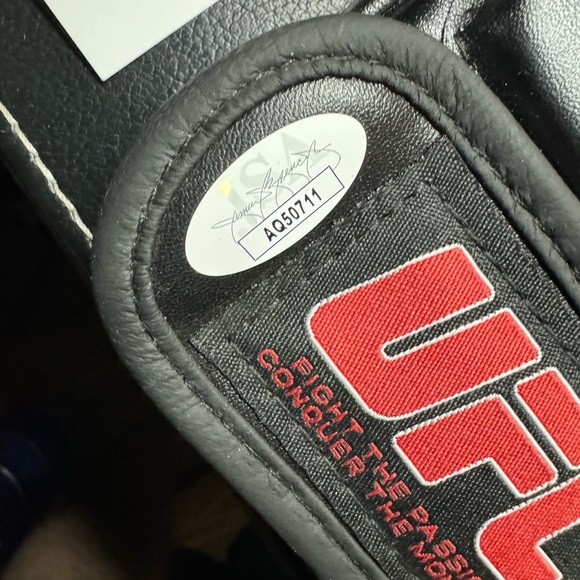 JSA
AQ50711
UFC
FIGHT THE PASSI
CONQUER THE MO